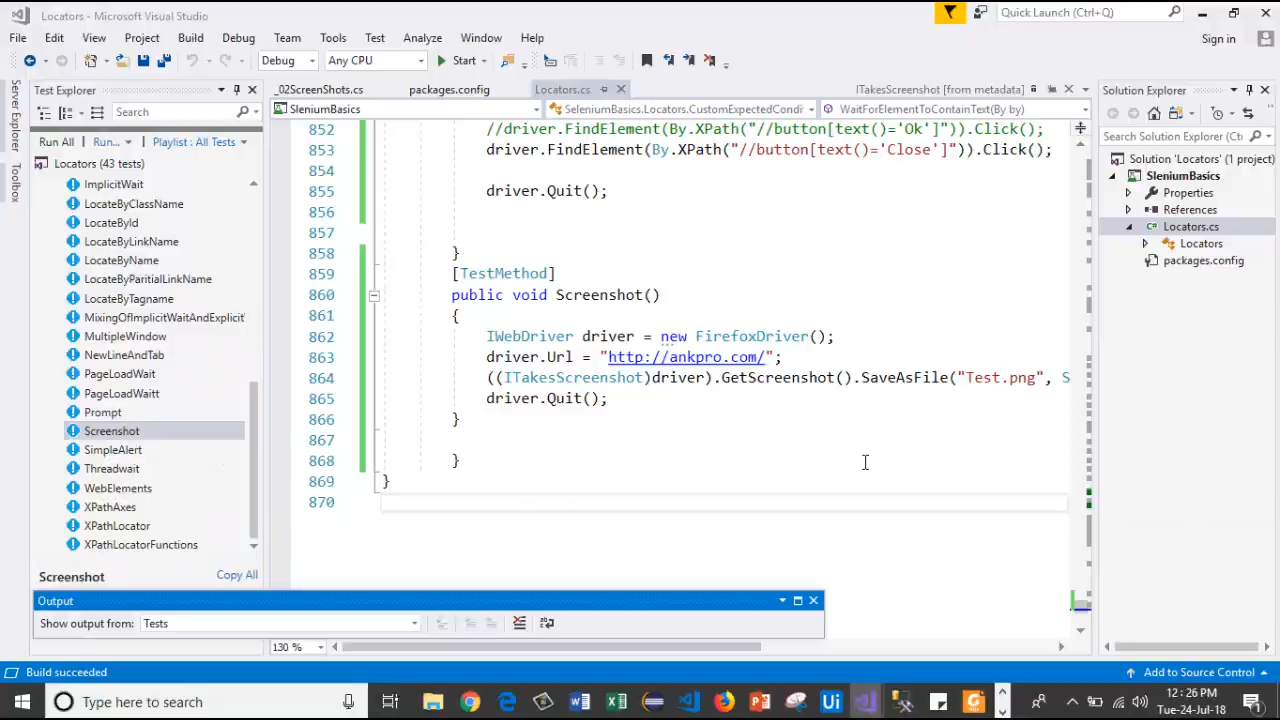 Locators - Microsoft Visual Studio
Quick Launch (Ctrl+Q)
File Edit View Project Build Debug Team Tools Test Analyze Window Help
Sign in
Debug Any CPU Start
Server Explorer
Toolbox
Test Explorer
Search
Run All Run... Playlist : All Tests
Locators (43 tests)
ImplicitWait
LocateByClassName
LocateById
LocateByLinkName
LocateByName
LocateByParitialLinkName
LocateByTagname
MixingOfImplicitWaitAndExplicit
MultipleWindow
NewLineAndTab
PageLoadWait
PageLoadWaitt
Prompt
Screenshot
SimpleAlert
Threadwait
WebElements
XPathAxes
XPathLocator
XPathLocatorFunctions
Screenshot
Copy All
_02ScreenShots.cs packages.config Locators.cs ITakesScreenshot [from metadata]
SleniumBasics SeleniumBasics.Locators.CustomExpectedCondi WaitForElementToContainText(By by)
852 //driver.FindElement(By.XPath("//button[text()='Ok']")).Click();
853 driver.FindElement(By.XPath("//button[text()='Close']")).Click();
854
855 driver.Quit();
856
857
858 }
859 [TestMethod]
860 public void Screenshot()
861 {
862 IWebDriver driver = new FirefoxDriver();
863 driver.Url = "http://ankpro.com/";
864 ((ITakesScreenshot)driver).GetScreenshot().SaveAsFile("Test.png", S
865 driver.Quit();
866 }
867
868 }
869 }
870
Output
Show output from: Tests
130 %
Solution Explorer
Search Solution Explorer (Ctrl
Solution 'Locators' (1 project)
SleniumBasics
Properties
References
C# Locators.cs
Locators
packages.config
Build succeeded
Add to Source Control
Type here to search
Ui
12:26 PM
Tue-24-Jul-18
1